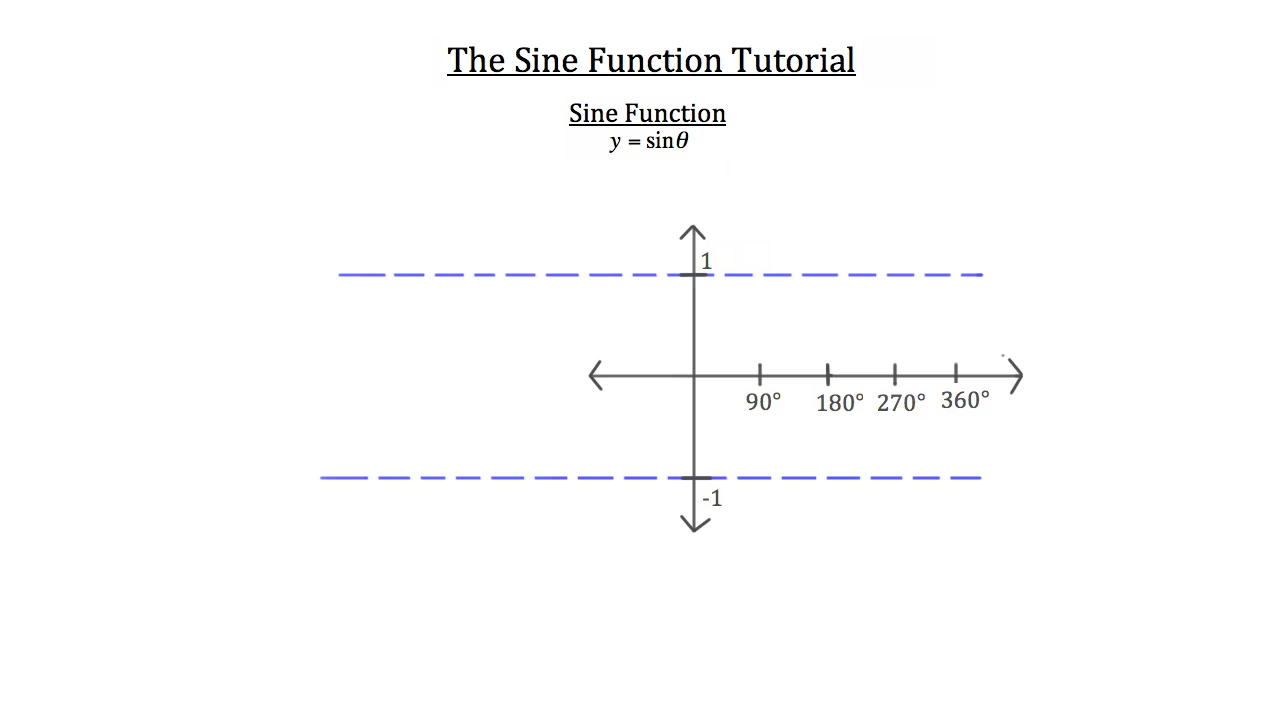 The Sine Function Tutorial
Sine Function
y = sinθ
1
90° 180° 270° 360°
-1